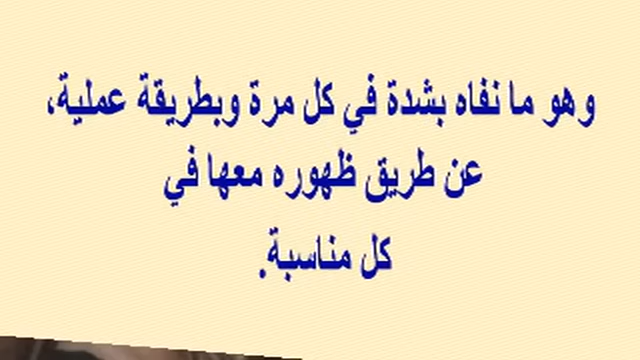 وهو ما نفاه بشدة في كل مرة وبطريقة عملية،
عن طريق ظهوره معها في
كل مناسبة.